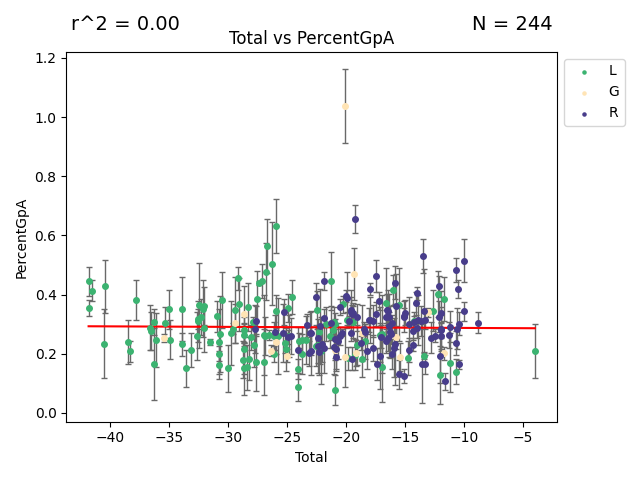 r^2 = 0.00
N = 244
Total vs PercentGpA
L
G
R
PercentGpA
1.2
1.0
0.8
0.6
0.4
0.2
0.0
−40 −35 −30 −25 −20 −15 −10 −5
Total